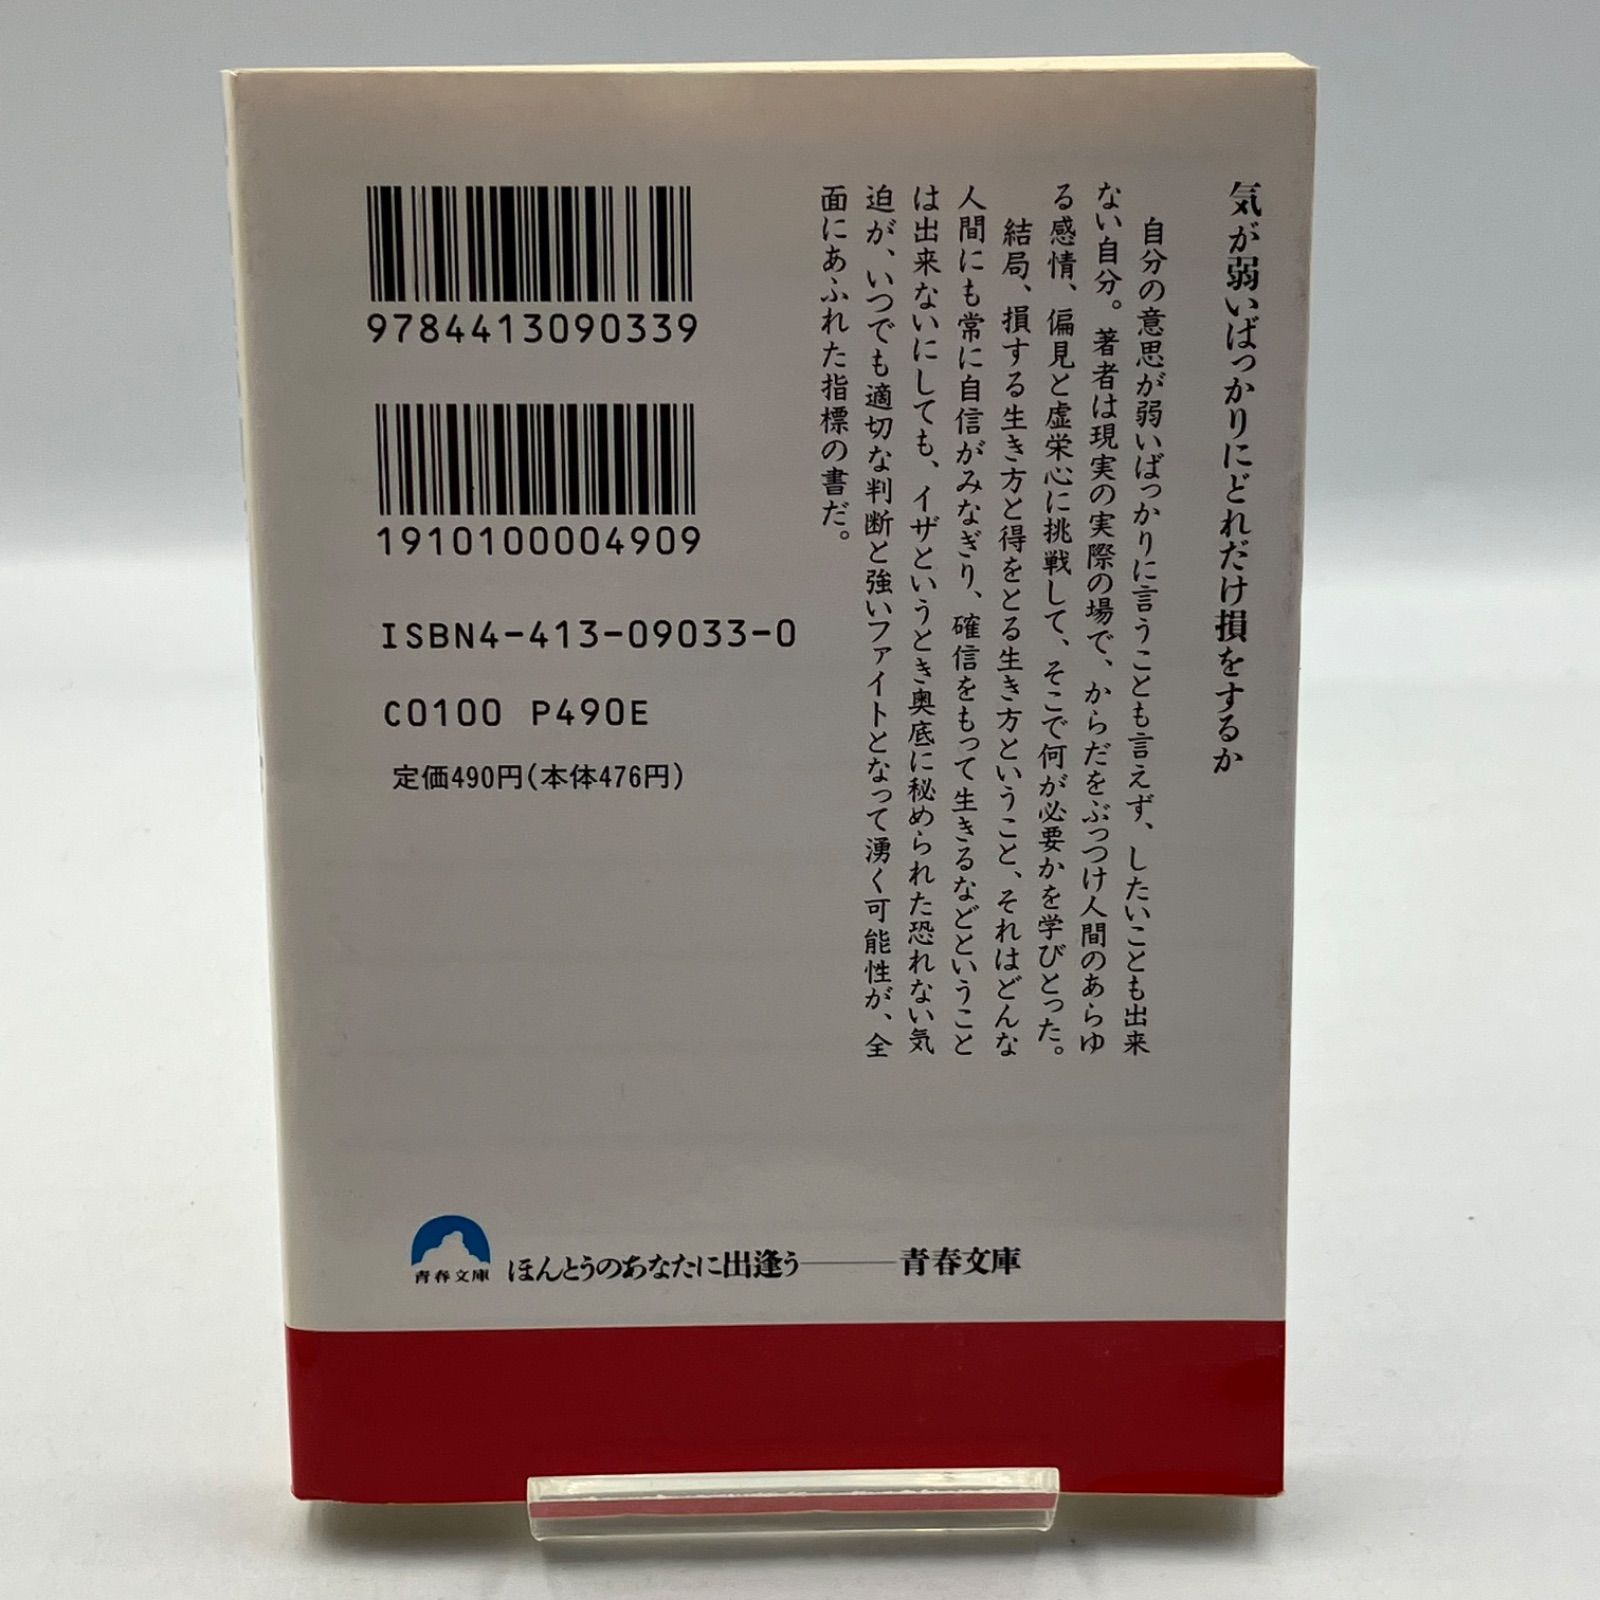 気が弱いばっかりにどれだけ損をするか
自分の意思が弱いばっかりに言うことも言えず、したいことも出来
ない自分。著者は現実の実際の場で、からだをぶっつけ人間のあらゆ
る感情、偏見と虚栄心に挑戦して、そこで何が必要かを学びとった。
結局、損する生き方と得をとる生き方ということ、それはどんな
人間にも常に自信がみなぎり、確信をもって生きるなどということ
は出来ないにしても、イザというとき奥底に秘められた恐れない気
迫が、いつでも適切な判断と強いファイトとなって湧く可能性が、全
面にあふれた指標の書だ。
9784413090339
1910100004909
ISBN4-413-09033-0
C0100 P490E
定価490円(本体476円)
青春文庫
ほんとうのあなたに出逢う――青春文庫